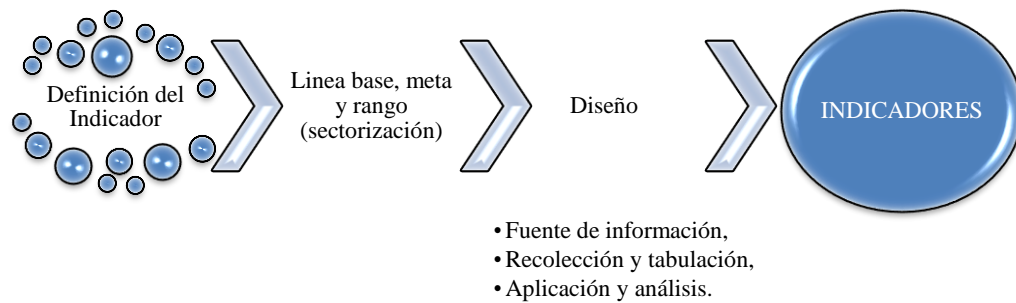 Definición del
Indicador
Linea base, meta
y rango
(sectorización)
Diseño
• Fuente de información,
• Recolección y tabulación,
• Aplicación y análisis.
INDICADORES